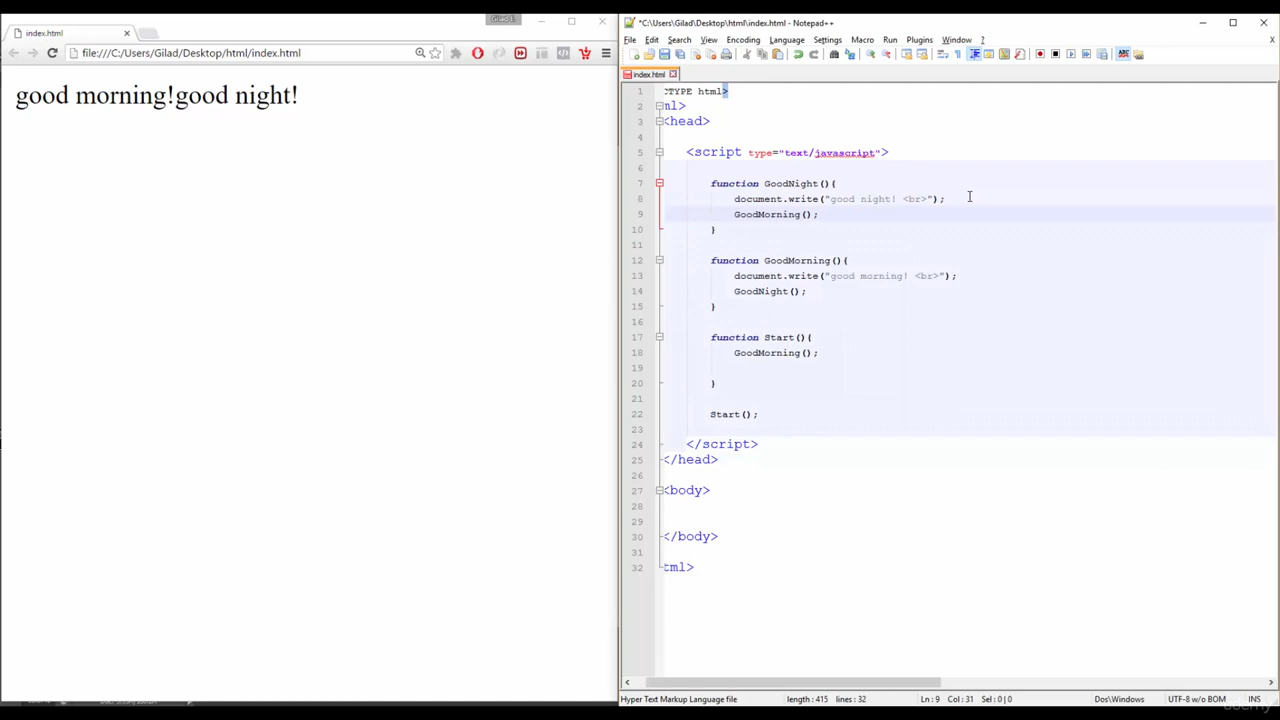 Gilad E.
index.html
file:///C:/Users/Gilad/Desktop/html/index.html
good morning!good night!
*C:\Users\Gilad\Desktop\html\index.html - Notepad++
File Edit Search View Encoding Language Settings Macro Run Plugins Window ? X
index.html
1 CTYPE html>
2 ml>
3 <head>
4
5 <script type="text/javascript">
6
7 function GoodNight(){
8 document.write("good night! <br>");
9 GoodMorning();
10 }
11
12 function GoodMorning(){
13 document.write("good morning! <br>");
14 GoodNight();
15 }
16
17 function Start(){
18 GoodMorning();
19
20 }
21
22 Start();
23
24 </script>
25 </head>
26
27 <body>
28
29
30 </body>
31
32 tml>
Hyper Text Markup Language file length : 415 lines : 32 Ln : 9 Col : 31 Sel : 0 | 0 Dos\Windows UTF-8 w/o BOM INS
udemy